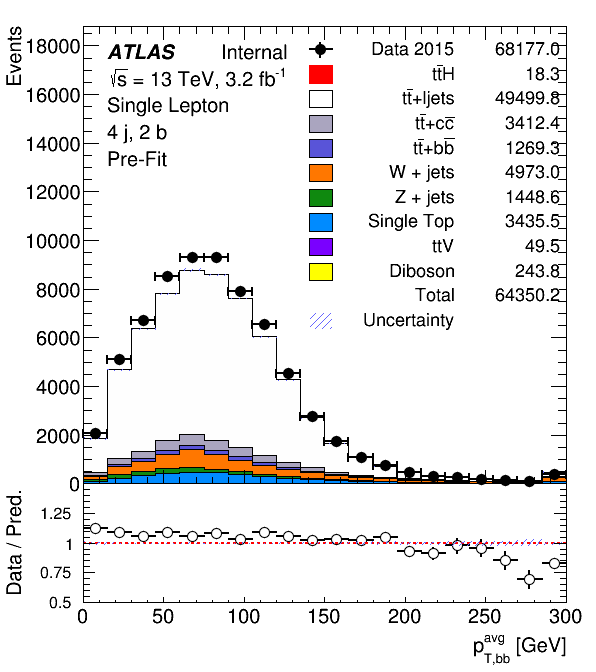 Events
18000
16000
14000
12000
10000
8000
6000
4000
2000
0
ATLAS Internal
√s = 13 TeV, 3.2 fb⁻¹
Single Lepton
4 j, 2 b
Pre-Fit
Data 2015 68177.0
tt̄H 18.3
tt̄+ljets 49499.8
tt̄+cc̄ 3412.4
tt̄+bb̄ 1269.3
W + jets 4973.0
Z + jets 1448.6
Single Top 3435.5
ttV 49.5
Diboson 243.8
Total 64350.2
Uncertainty
Data / Pred.
1.25
1
0.75
0.5
0 50 100 150 200 250 300
p_{T,bb}^{avg} [GeV]